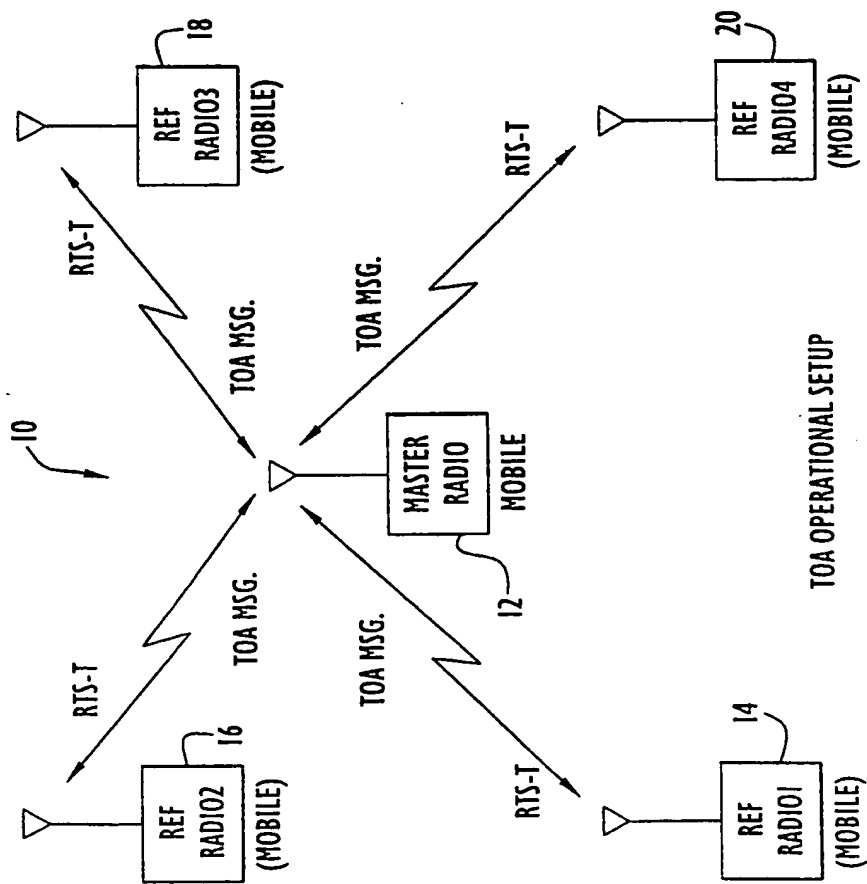 10
18
REF
RADIO3
(MOBILE)
RTS-T
TOA MSG.
16
REF
RADIO2
(MOBILE)
RTS-T
TOA MSG.
MASTER
RADIO
MOBILE
12
20
REF
RADIO4
(MOBILE)
RTS-T
TOA MSG.
14
REF
RADIO1
(MOBILE)
RTS-T
TOA MSG.
TOA OPERATIONAL SETUP